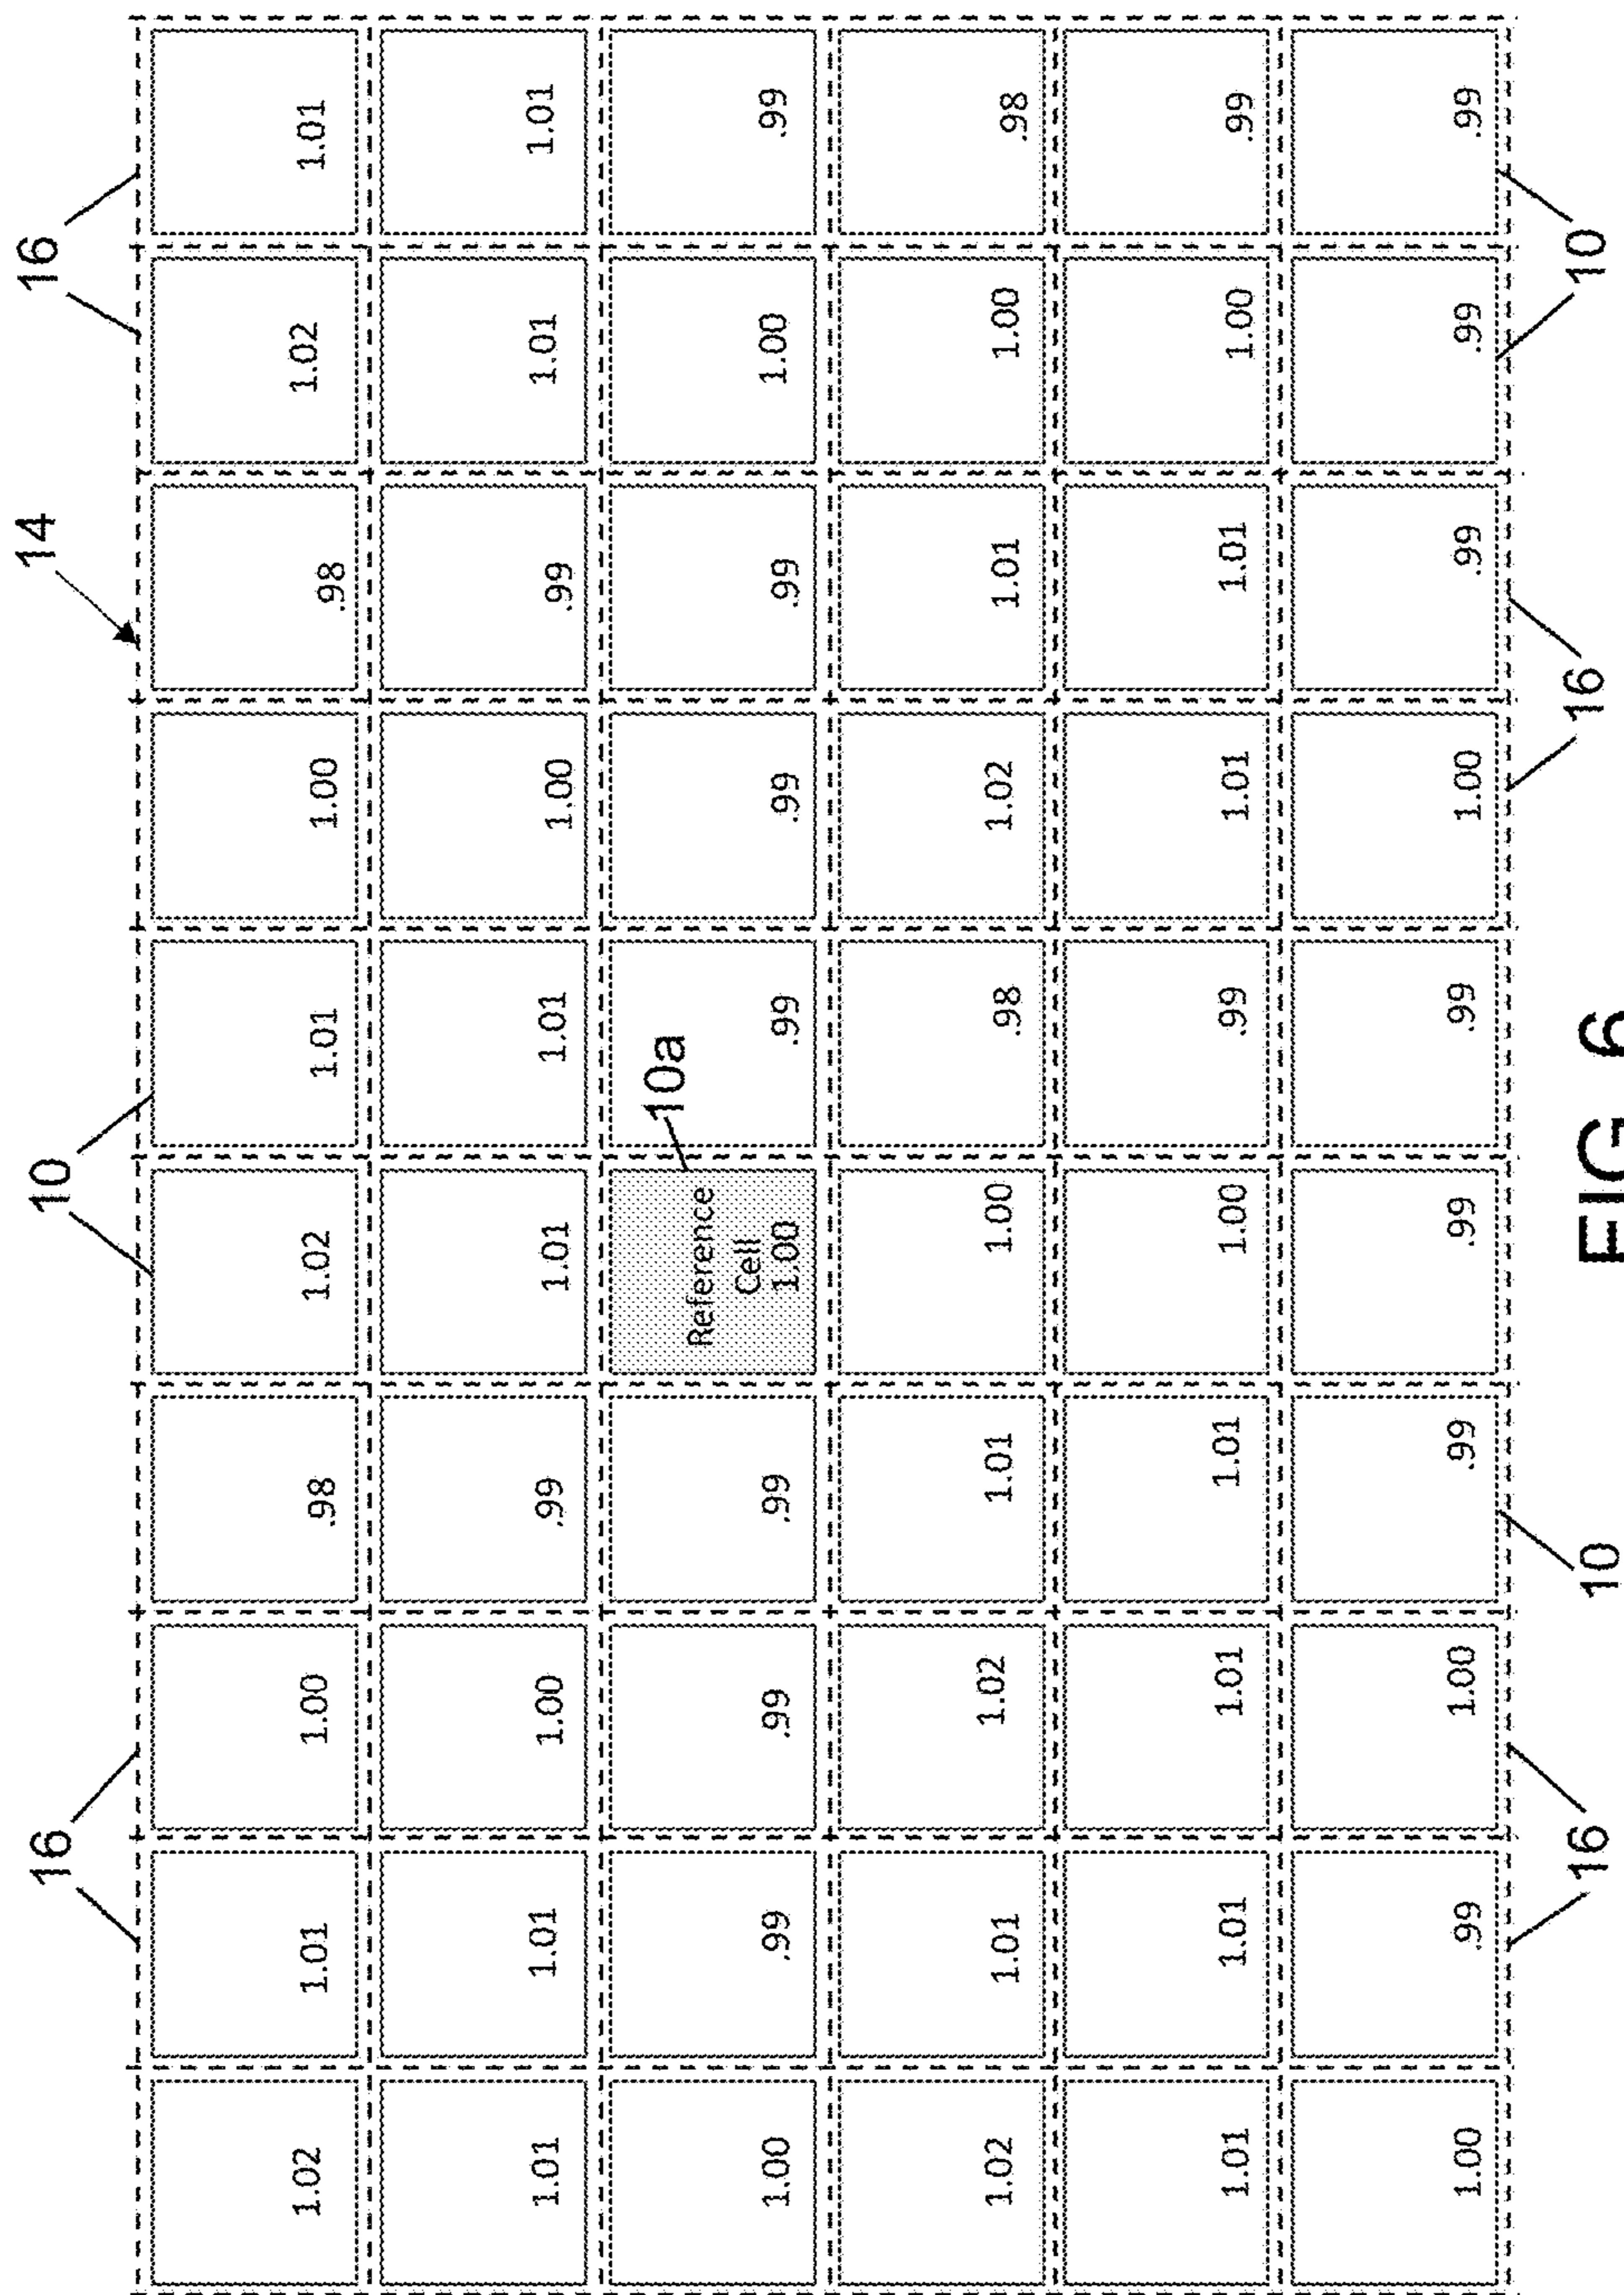 16 10 14 16
1.02 1.01 1.00 .98 1.02 1.01 1.00 .98 1.02 1.01
1.01 1.01 1.00 .99 1.01 1.01 1.00 .99 1.01 1.01
10a
Reference
Cell
1.00 .99 .99 .99 1.00 .99 .99 .99 1.00 .99
1.02 1.01 1.02 1.01 1.00 .98 1.02 1.01 1.00 .98
1.01 1.01 1.01 1.01 1.00 .99 1.01 1.01 1.00 .99
1.00 .99 1.00 .99 .99 .99 1.00 .99 .99 .99
16 10 16 10
FIG 6